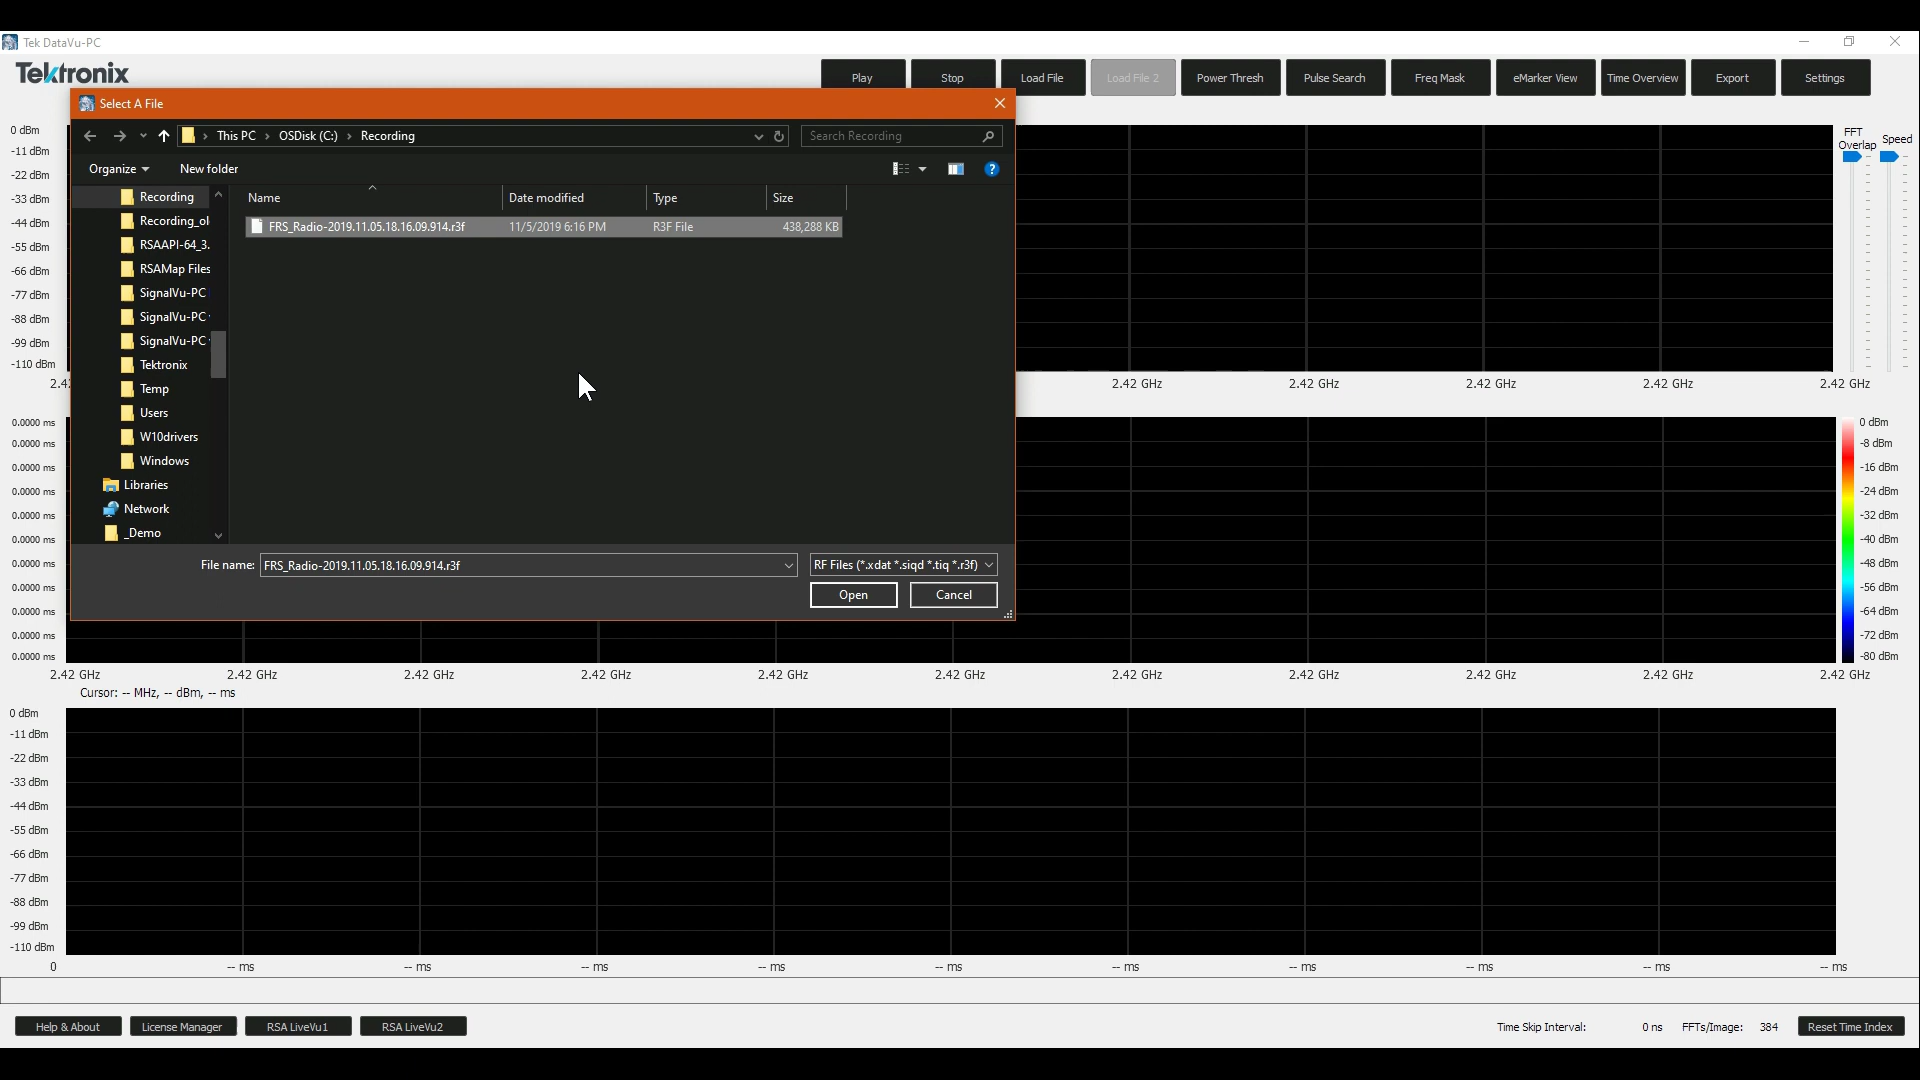 Tek DataVu-PC
Tektronix
Play Stop Load File Load File 2 Power Thresh Pulse Search Freq Mask eMarker View Time Overview Export Settings
Select A File
This PC > OSDisk (C:) > Recording
Search Recording
Organize New folder
Name Date modified Type Size
FRS_Radio-2019.11.05.18.16.09.914.r3f 11/5/2019 6:16 PM R3F File 438,288 KB
Recording
Recording_ol
RSAAPI-64_3.
RSAMap Files
SignalVu-PC
SignalVu-PC
SignalVu-PC
Tektronix
Temp
Users
W10drivers
Windows
Libraries
Network
_Demo
File name: FRS_Radio-2019.11.05.18.16.09.914.r3f RF Files (*.xdat *.siqd *.tiq *.r3f)
Open Cancel
FFT
Overlap
Speed
0 dBm
-11 dBm
-22 dBm
-33 dBm
-44 dBm
-55 dBm
-66 dBm
-77 dBm
-88 dBm
-99 dBm
-110 dBm
2.4 2.42 GHz 2.42 GHz 2.42 GHz 2.42 GHz 2.42 GHz
0.0000 ms
0.0000 ms
0.0000 ms
0.0000 ms
0.0000 ms
0.0000 ms
0.0000 ms
0.0000 ms
0.0000 ms
0.0000 ms
0.0000 ms
0 dBm
-8 dBm
-16 dBm
-24 dBm
-32 dBm
-40 dBm
-48 dBm
-56 dBm
-64 dBm
-72 dBm
-80 dBm
2.42 GHz 2.42 GHz 2.42 GHz 2.42 GHz 2.42 GHz 2.42 GHz 2.42 GHz 2.42 GHz 2.42 GHz 2.42 GHz 2.42 GHz
Cursor: -- MHz, -- dBm, -- ms
0 dBm
-11 dBm
-22 dBm
-33 dBm
-44 dBm
-55 dBm
-66 dBm
-77 dBm
-88 dBm
-99 dBm
-110 dBm
0 -- ms -- ms -- ms -- ms -- ms -- ms -- ms -- ms -- ms -- ms
Help & About License Manager RSA LiveVu1 RSA LiveVu2 Time Skip Interval: 0 ns FFTs/Image: 384 Reset Time Index